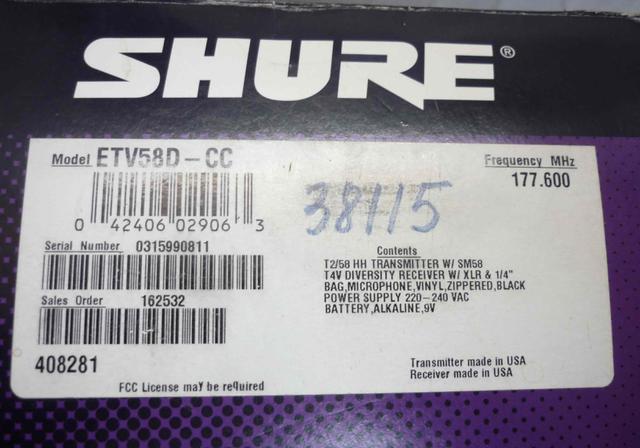 SHURE®
Model ETV58D-CC
Frequency MHz
177.600
0 42406 02906 3
38115
Serial Number 0315990811
Contents
T2/58 HH TRANSMITTER W/ SM58
T4V DIVERSITY RECEIVER W/ XLR & 1/4"
BAG,MICROPHONE,VINYL,ZIPPERED,BLACK
POWER SUPPLY 220-240 VAC
BATTERY,ALKALINE,9V
Sales Order 162532
408281
FCC License may be required
Transmitter made in USA
Receiver made in USA